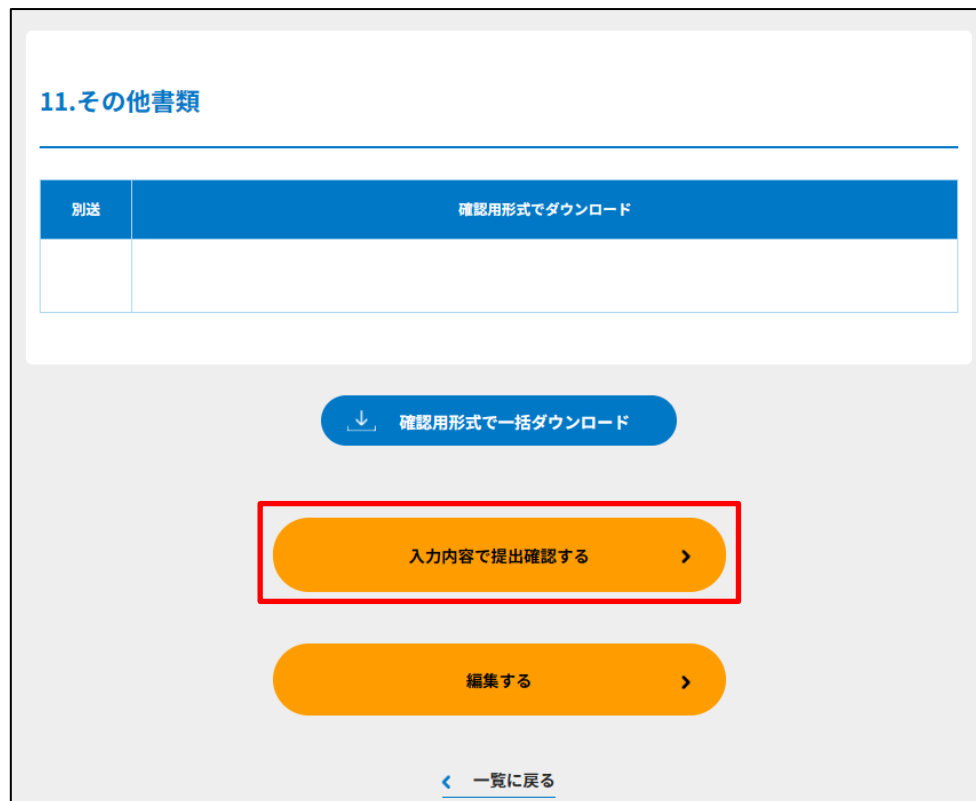 11.その他書類
別送 確認用形式でダウンロード
確認用形式で一括ダウンロード
入力内容で提出確認する
編集する
一覧に戻る